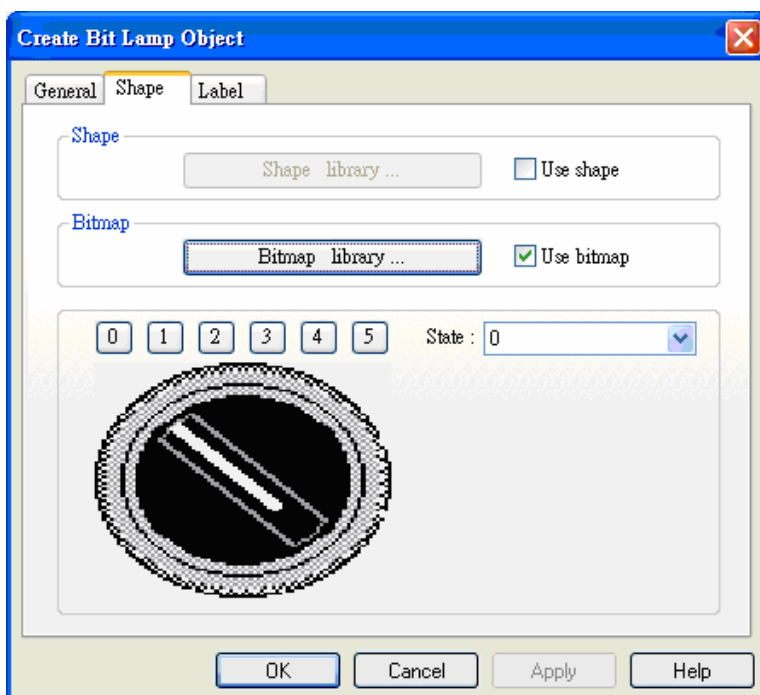 Create Bit Lamp Object
General Shape Label
Shape
Shape library ... Use shape
Bitmap
Bitmap library ... Use bitmap
0 1 2 3 4 5 State : 0
OK Cancel Apply Help